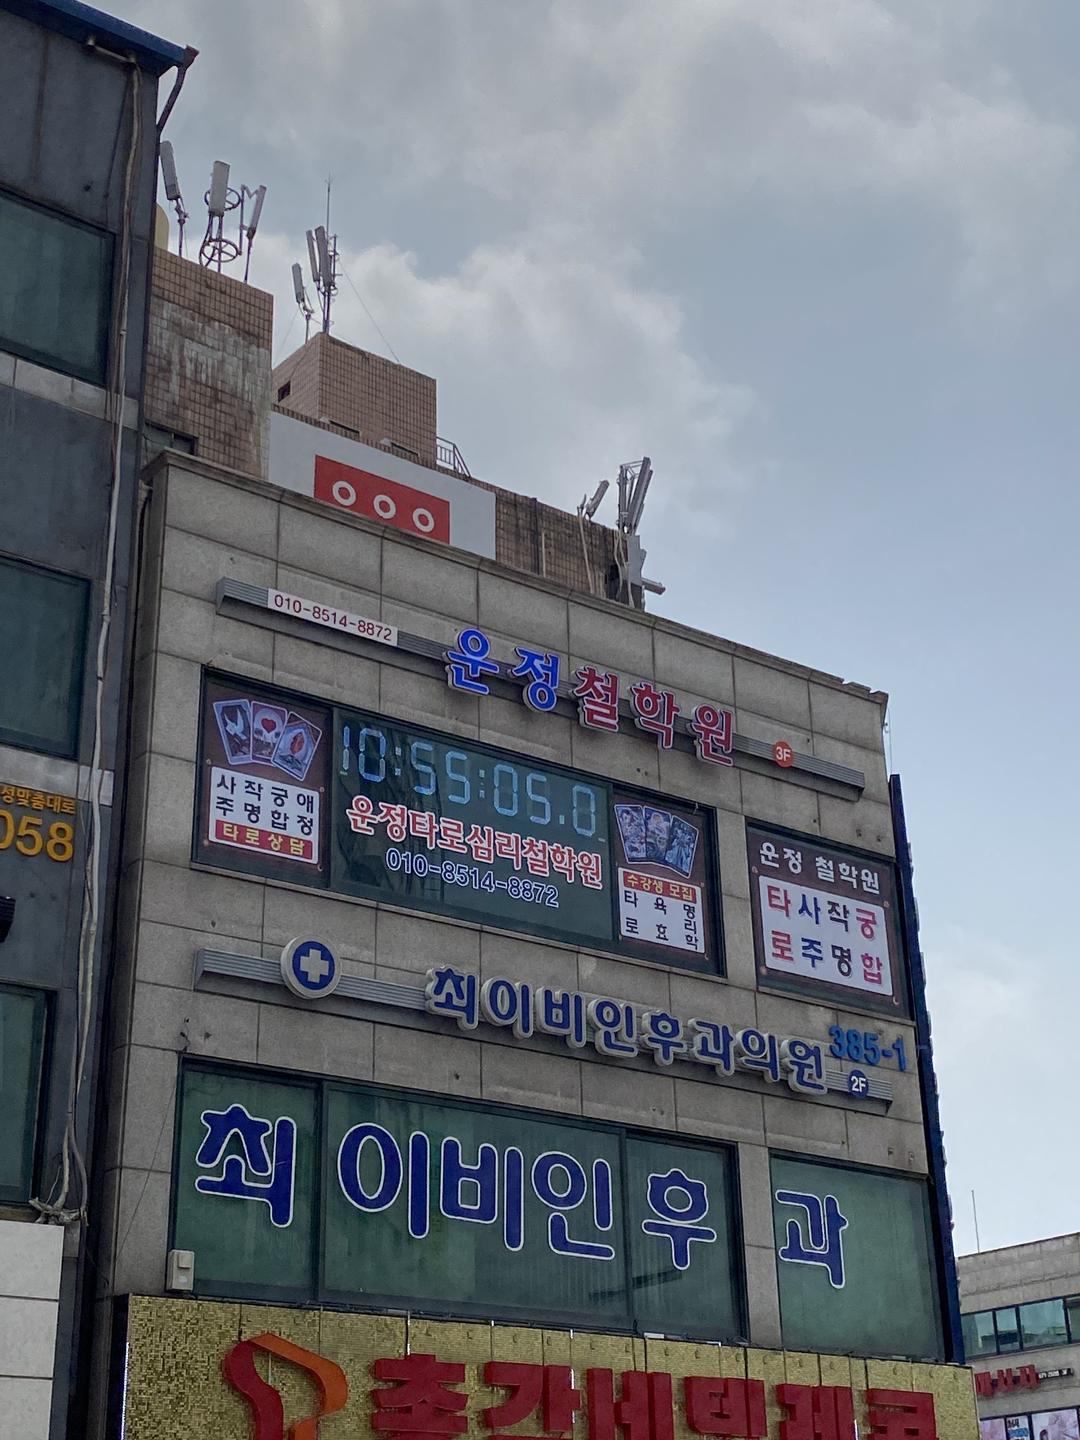 ㅇㅇㅇ
010-8514-8872
운정철학원
3F
10:55:05.0
사작궁애
주명합정
타로상담
운정타로심리철학원
010-8514-8872
수강생 모집
타육명
로효리학
운정 철학원
타사작궁
로주명합
최이비인후과의원
385-1
2F
최이비인후과
058